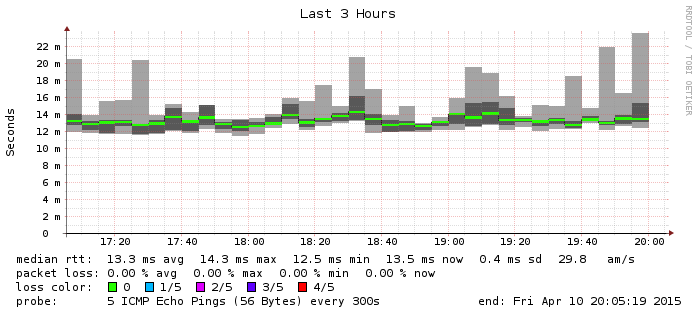 Last 3 Hours
RRDTOOL / TOBI OETIKER
Seconds
22 m
20 m
18 m
16 m
14 m
12 m
10 m
8 m
6 m
4 m
2 m
0
17:20 17:40 18:00 18:20 18:40 19:00 19:20 19:40 20:00
median rtt: 13.3 ms avg 14.3 ms max 12.5 ms min 13.5 ms now 0.4 ms sd 29.8 am/s
packet loss: 0.00 % avg 0.00 % max 0.00 % min 0.00 % now
loss color: 0 1/5 2/5 3/5 4/5
probe: 5 ICMP Echo Pings (56 Bytes) every 300s end: Fri Apr 10 20:05:19 2015